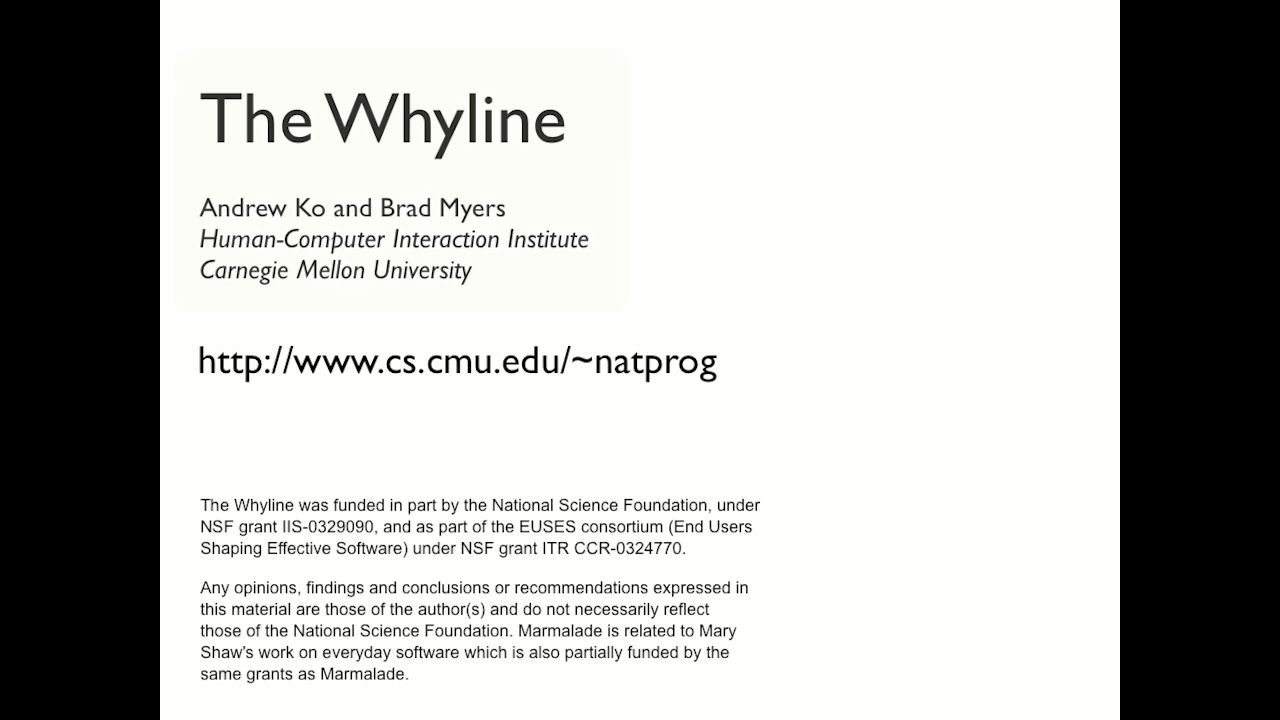 The Whyline
Andrew Ko and Brad Myers
Human-Computer Interaction Institute
Carnegie Mellon University
http://www.cs.cmu.edu/~natprog
The Whyline was funded in part by the National Science Foundation, under
NSF grant IIS-0329090, and as part of the EUSES consortium (End Users
Shaping Effective Software) under NSF grant ITR CCR-0324770.
Any opinions, findings and conclusions or recommendations expressed in
this material are those of the author(s) and do not necessarily reflect
those of the National Science Foundation. Marmalade is related to Mary
Shaw's work on everyday software which is also partially funded by the
same grants as Marmalade.